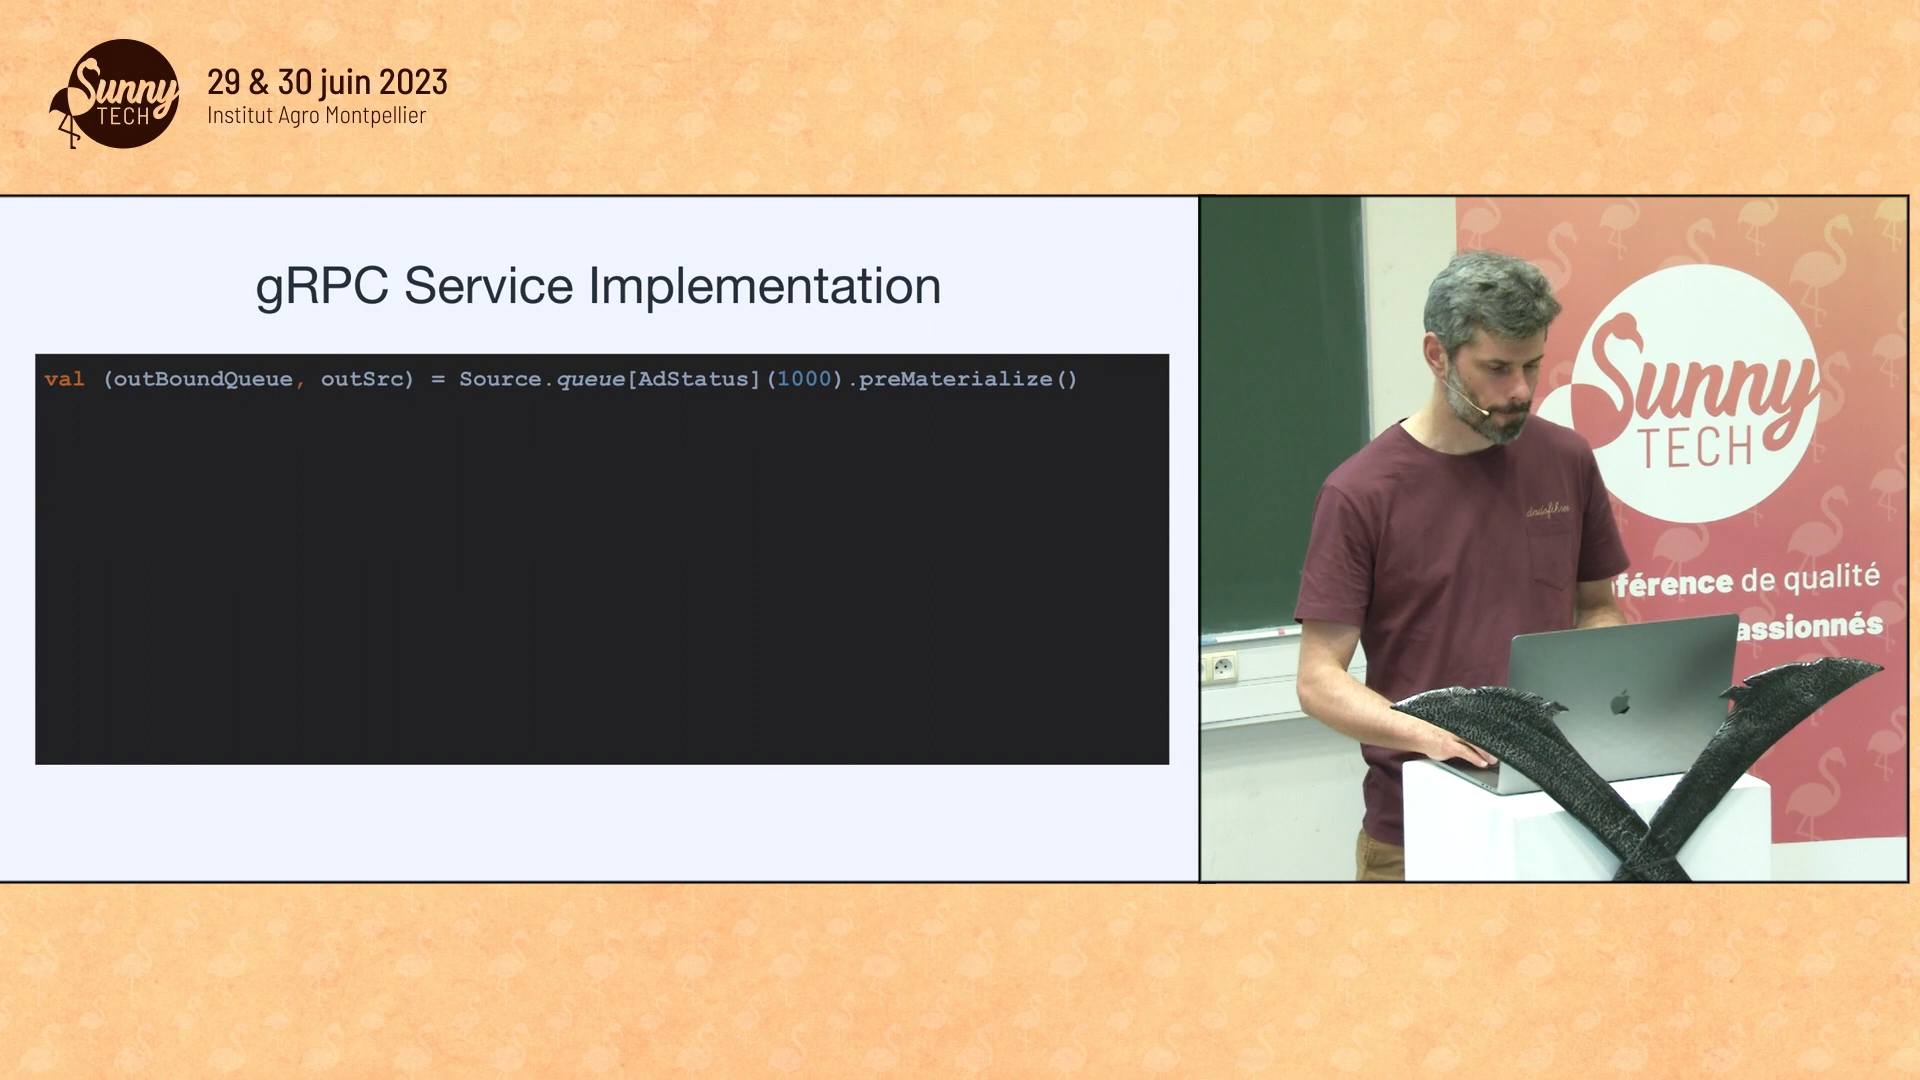 Sunny
TECH
29 & 30 juin 2023
Institut Agro Montpellier
gRPC Service Implementation
val (outBoundQueue, outSrc) = Source.queue[AdStatus](1000).preMaterialize()
Sunny
TECH
férence de qualité
assionnés